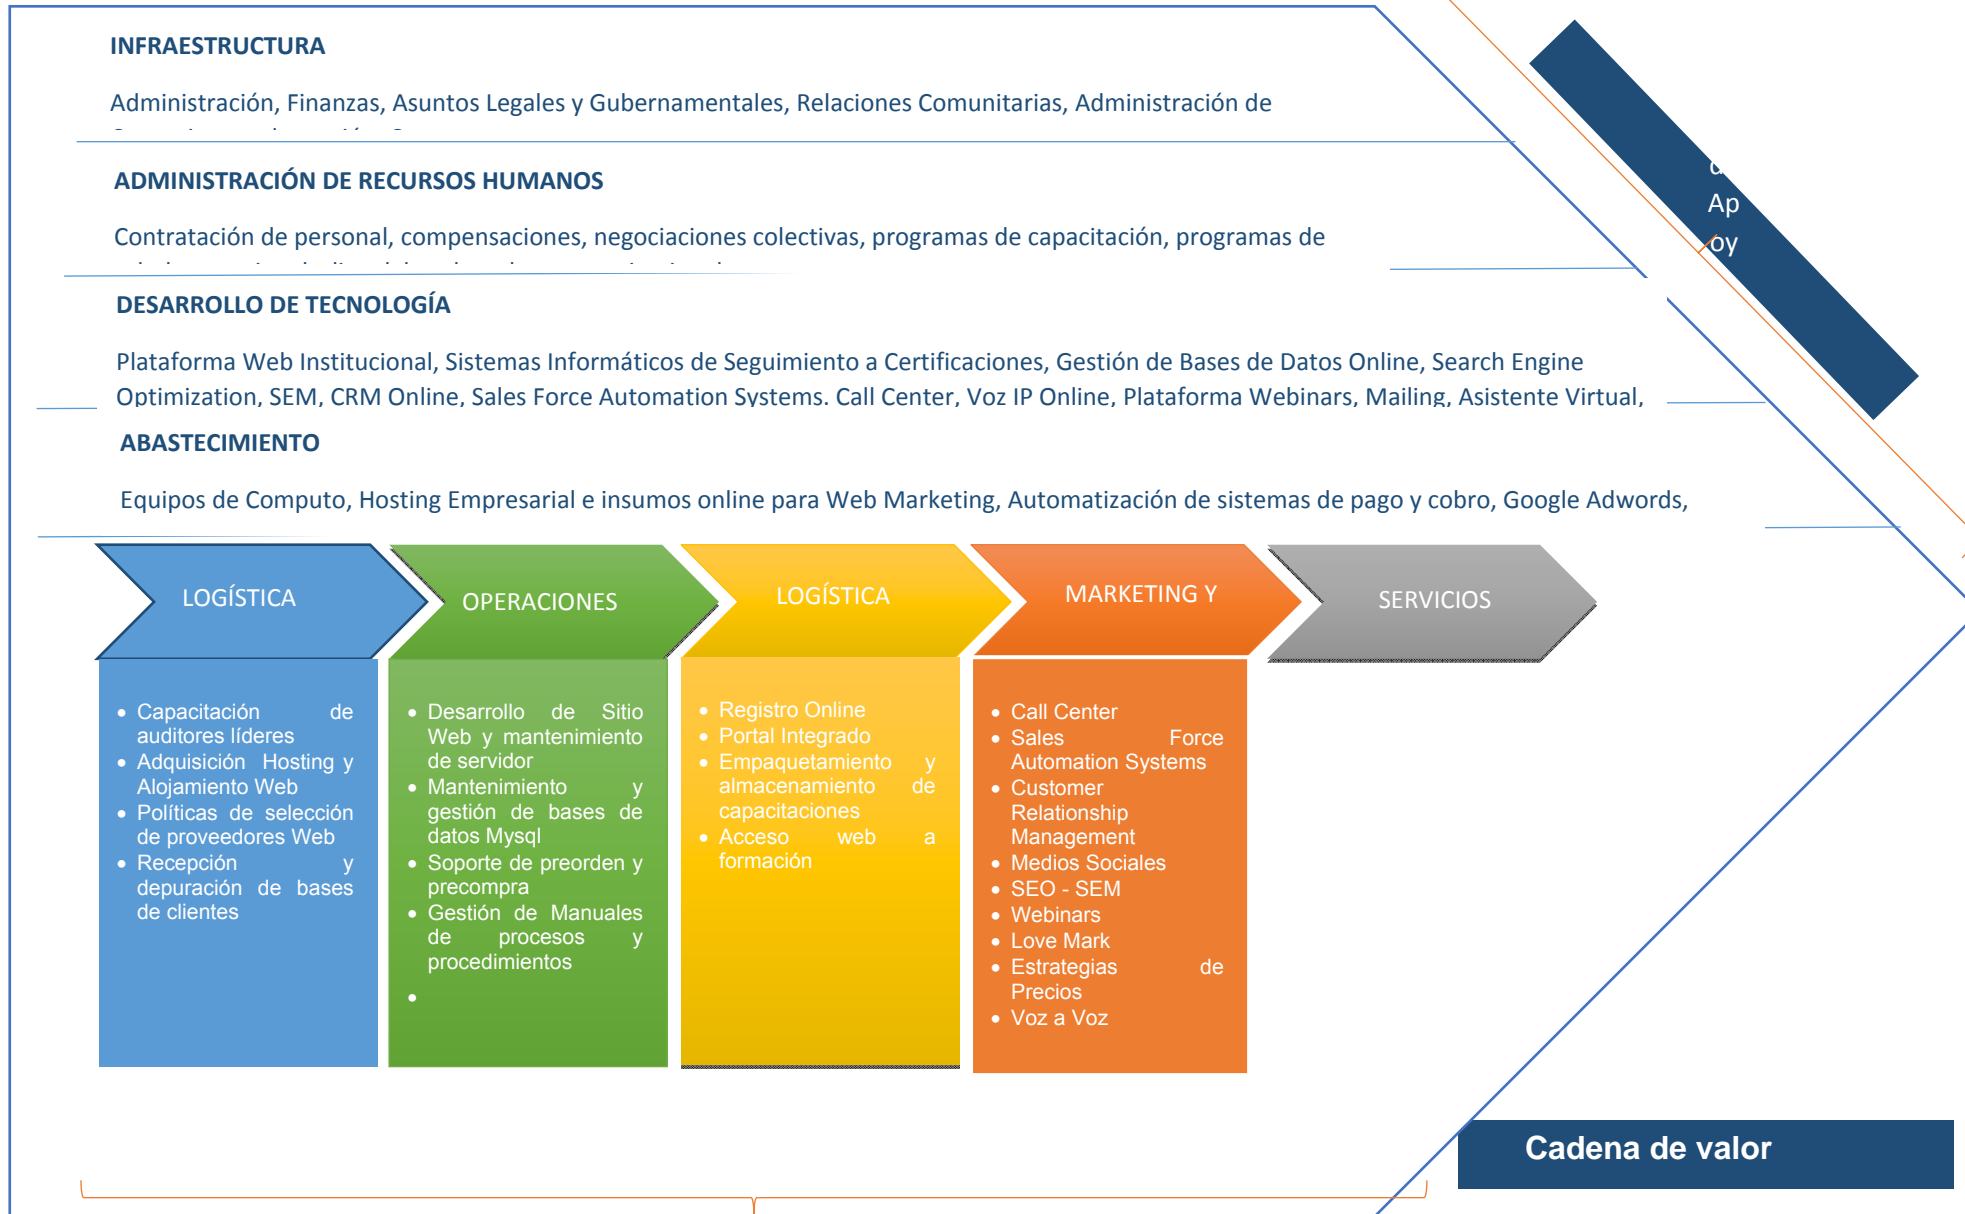 INFRAESTRUCTURA
Administración, Finanzas, Asuntos Legales y Gubernamentales, Relaciones Comunitarias, Administración de
ADMINISTRACIÓN DE RECURSOS HUMANOS
Contratación de personal, compensaciones, negociaciones colectivas, programas de capacitación, programas de
DESARROLLO DE TECNOLOGÍA
Plataforma Web Institucional, Sistemas Informáticos de Seguimiento a Certificaciones, Gestión de Bases de Datos Online, Search Engine
Optimization, SEM, CRM Online, Sales Force Automation Systems. Call Center, Voz IP Online, Plataforma Webinars, Mailing, Asistente Virtual,
ABASTECIMIENTO
Equipos de Computo, Hosting Empresarial e insumos online para Web Marketing, Automatización de sistemas de pago y cobro, Google Adwords,
Ap
oy
LOGÍSTICA
• Capacitación de
auditores líderes
• Adquisición Hosting y
Alojamiento Web
• Políticas de selección
de proveedores Web
• Recepción y
depuración de bases
de clientes
OPERACIONES
• Desarrollo de Sitio
Web y mantenimiento
de servidor
• Mantenimiento y
gestión de bases de
datos Mysql
• Soporte de preorden y
precompra
• Gestión de Manuales
de procesos y
procedimientos
•
LOGÍSTICA
• Registro Online
• Portal Integrado
• Empaquetamiento y
almacenamiento de
capacitaciones
• Acceso web a
formación
MARKETING Y
• Call Center
• Sales Force
Automation Systems
• Customer
Relationship
Management
• Medios Sociales
• SEO - SEM
• Webinars
• Love Mark
• Estrategias de
Precios
• Voz a Voz
SERVICIOS
Cadena de valor